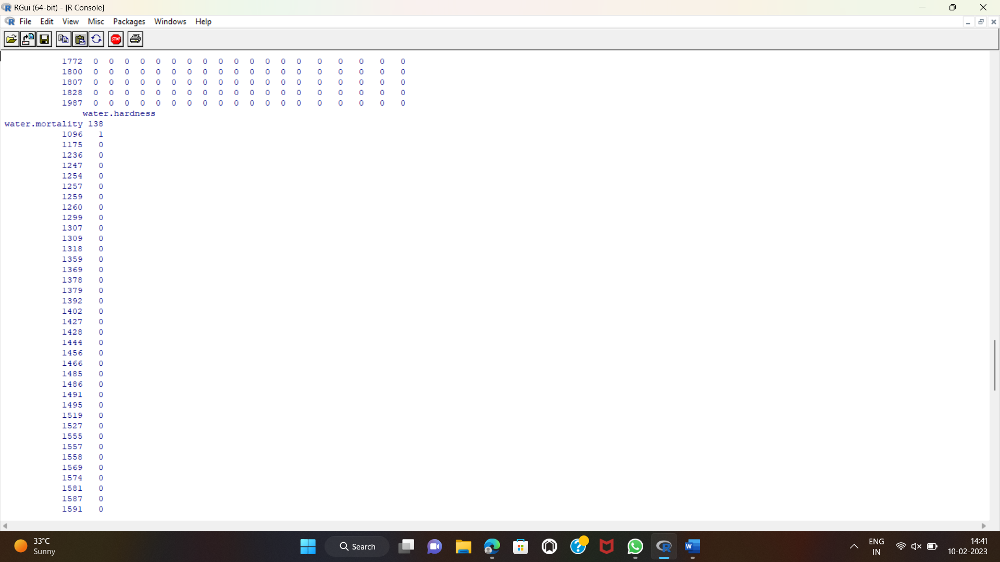 RGui (64-bit) - [R Console]
File Edit View Misc Packages Windows Help
STOP
1772 0 0 0 0 0 0 0 0 0 0 0 0 0 0 0 0 0 0 0
1800 0 0 0 0 0 0 0 0 0 0 0 0 0 0 0 0 0 0 0
1807 0 0 0 0 0 0 0 0 0 0 0 0 0 0 0 0 0 0 0
1828 0 0 0 0 0 0 0 0 0 0 0 0 0 0 0 0 0 0 0
1987 0 0 0 0 0 0 0 0 0 0 0 0 0 0 0 0 0 0 0
water.hardness
water.mortality 138
1096 1
1175 0
1236 0
1247 0
1254 0
1257 0
1259 0
1260 0
1299 0
1307 0
1309 0
1318 0
1359 0
1369 0
1378 0
1379 0
1392 0
1402 0
1427 0
1428 0
1444 0
1456 0
1466 0
1485 0
1486 0
1491 0
1495 0
1519 0
1527 0
1555 0
1557 0
1558 0
1569 0
1574 0
1581 0
1587 0
1591 0
33°C
Sunny
Search
ENG
IN
14:41
10-02-2023